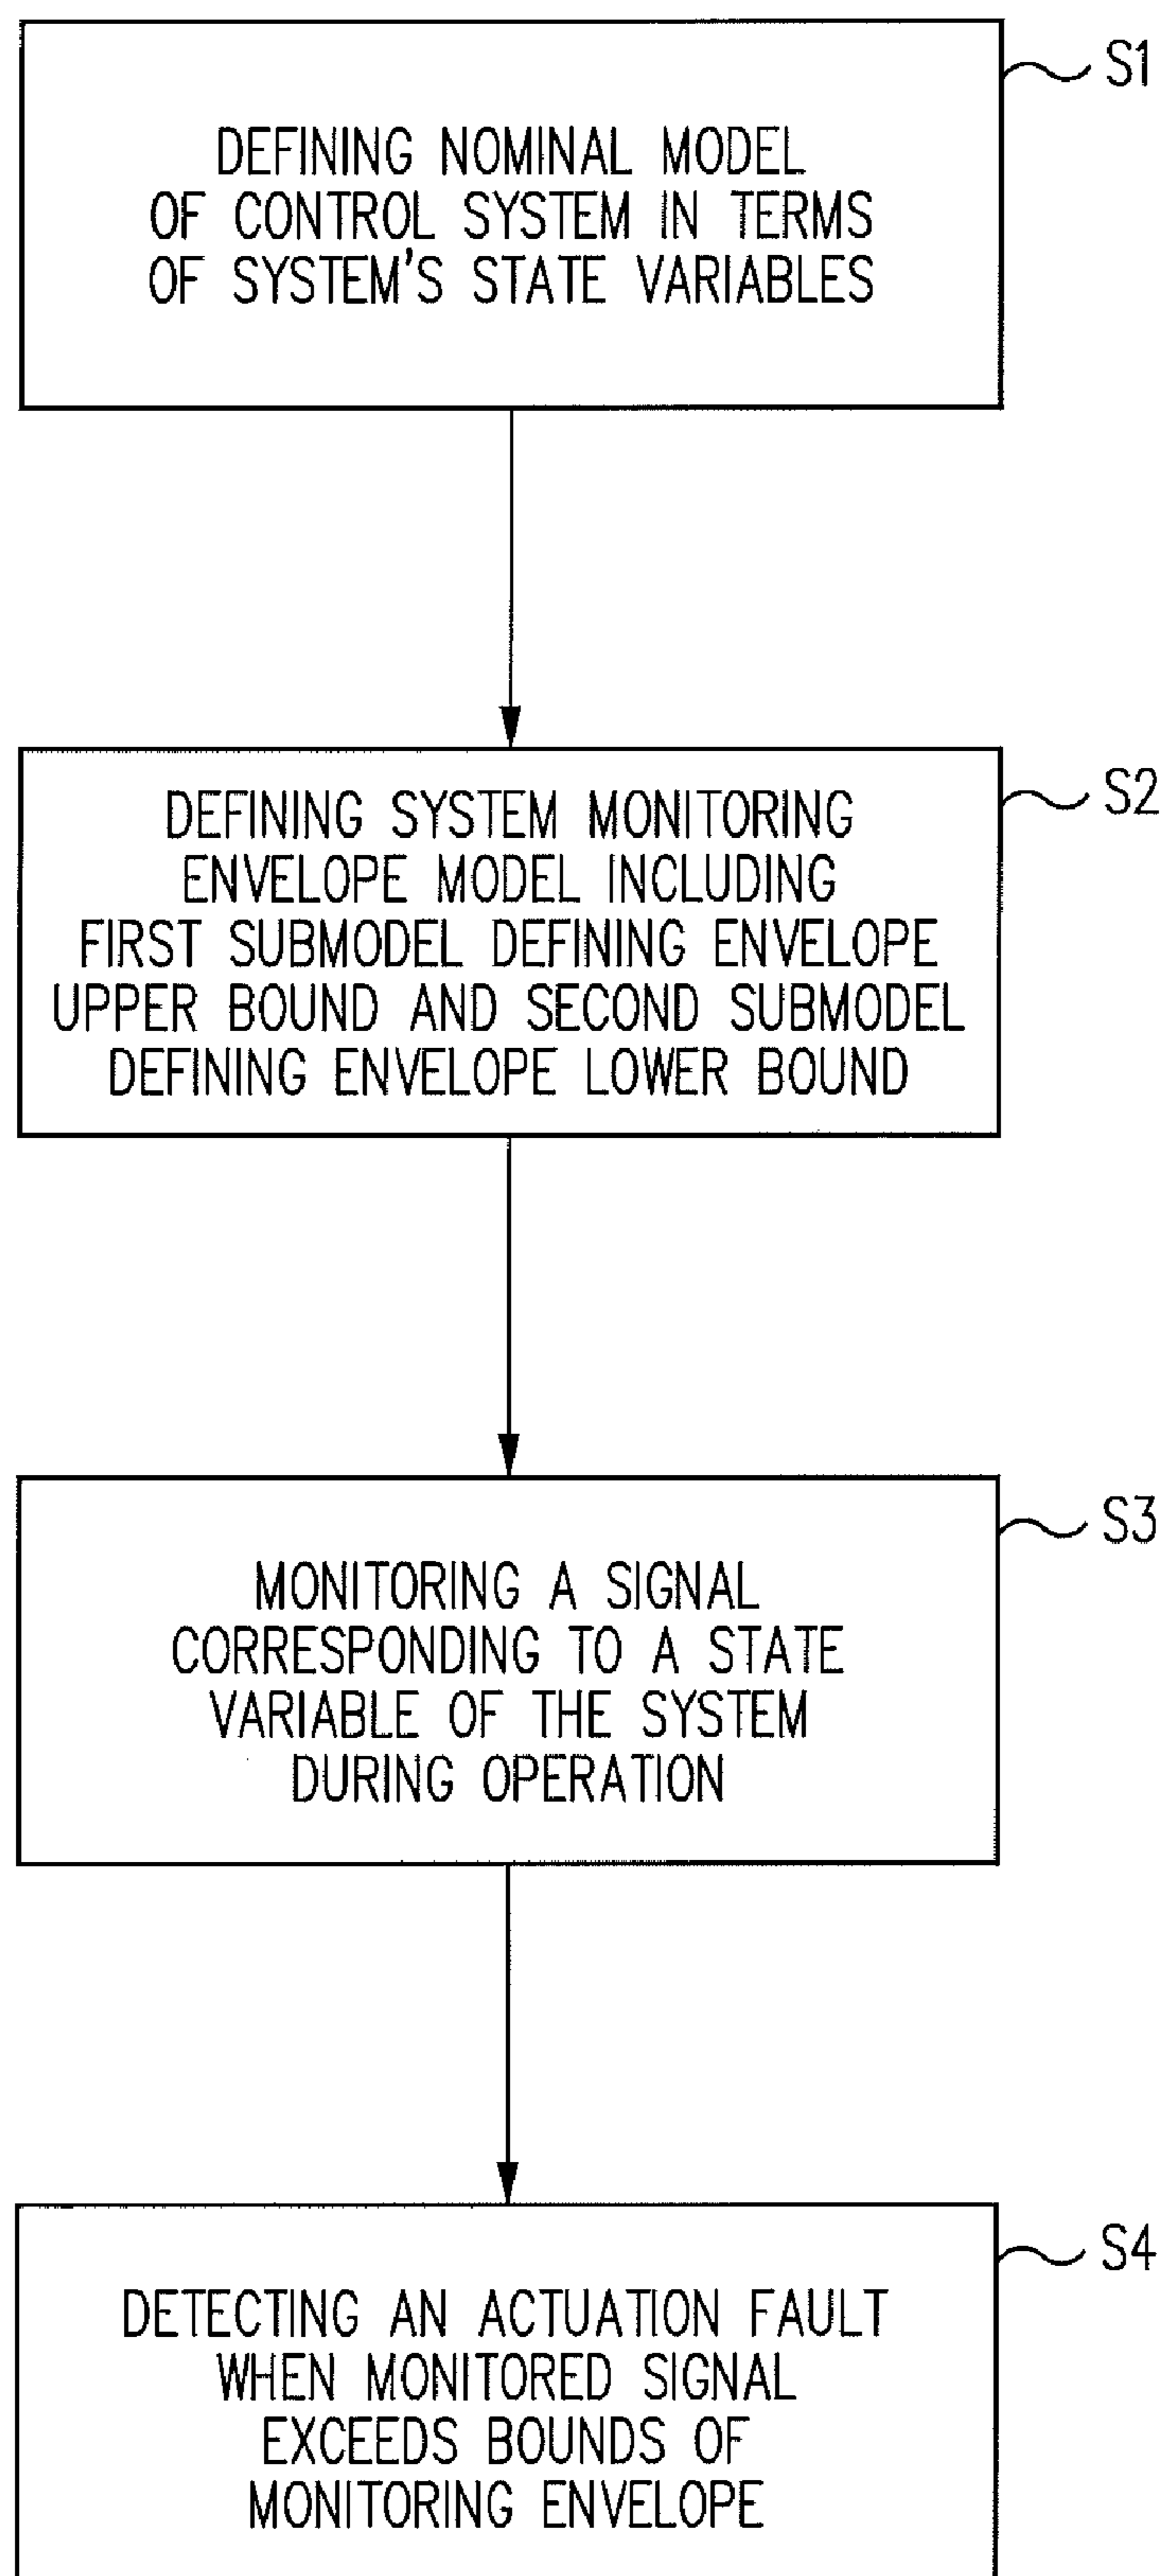 S1
DEFINING NOMINAL MODEL
OF CONTROL SYSTEM IN TERMS
OF SYSTEM'S STATE VARIABLES
S2
DEFINING SYSTEM MONITORING
ENVELOPE MODEL INCLUDING
FIRST SUBMODEL DEFINING ENVELOPE
UPPER BOUND AND SECOND SUBMODEL
DEFINING ENVELOPE LOWER BOUND
S3
MONITORING A SIGNAL
CORRESPONDING TO A STATE
VARIABLE OF THE SYSTEM
DURING OPERATION
S4
DETECTING AN ACTUATION FAULT
WHEN MONITORED SIGNAL
EXCEEDS BOUNDS OF
MONITORING ENVELOPE